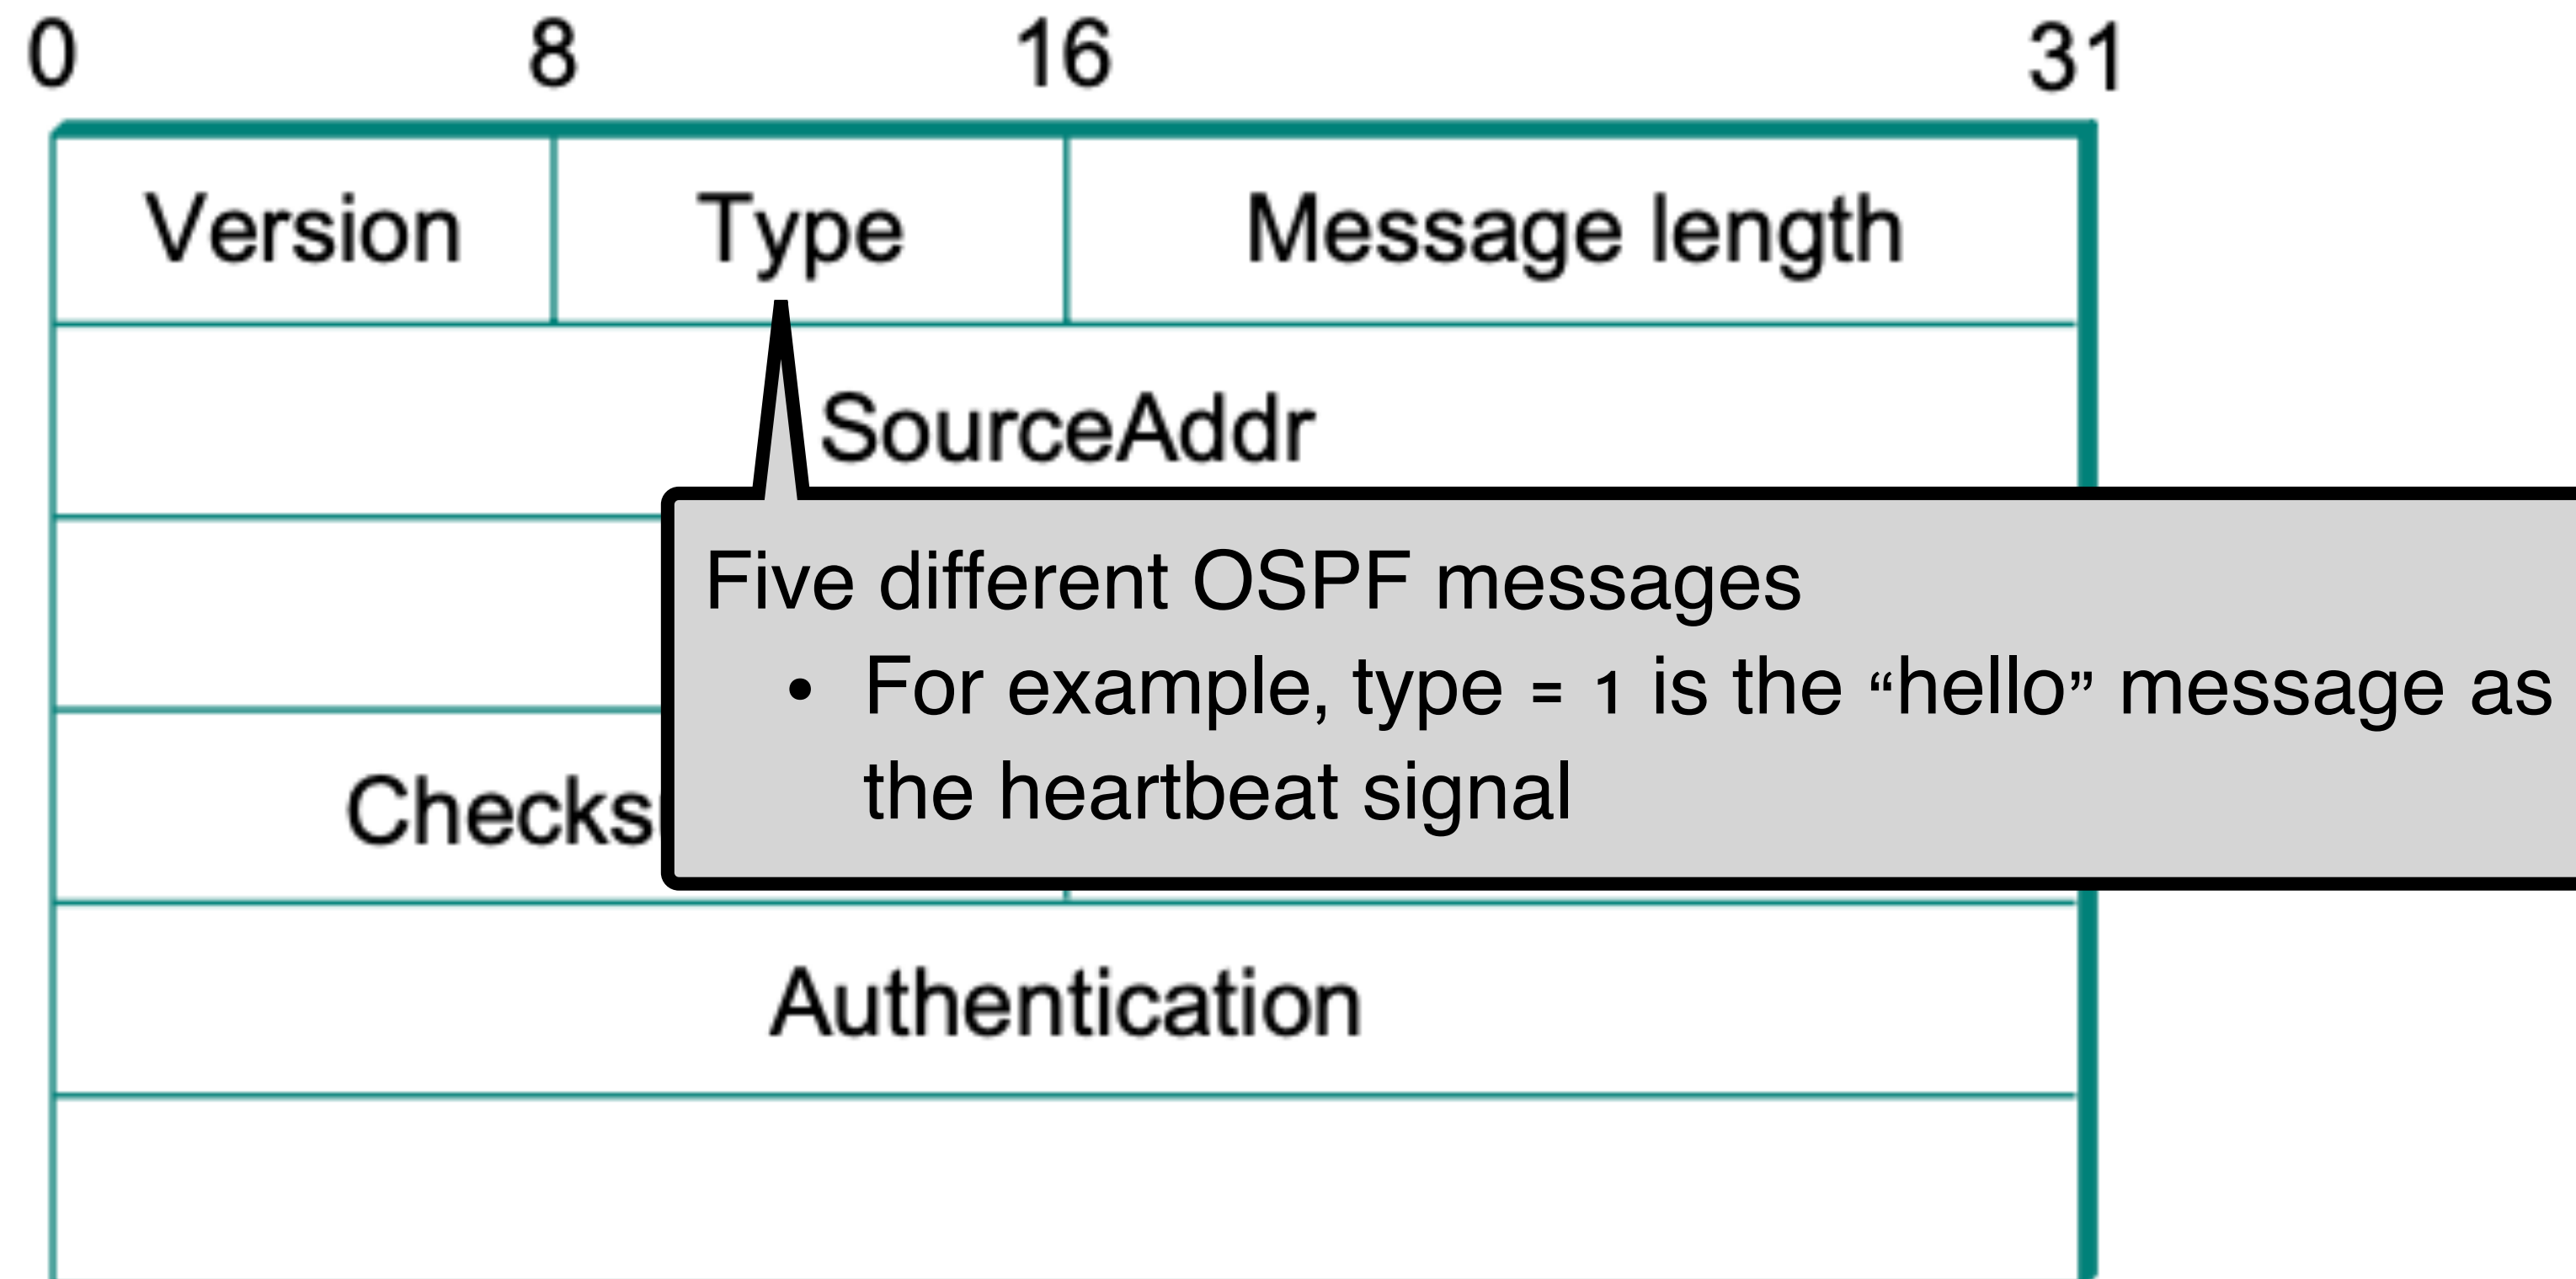 0 8 16 31
Version Type Message length
SourceAddr
Five different OSPF messages
• For example, type = 1 is the “hello” message as
the heartbeat signal
Authentication